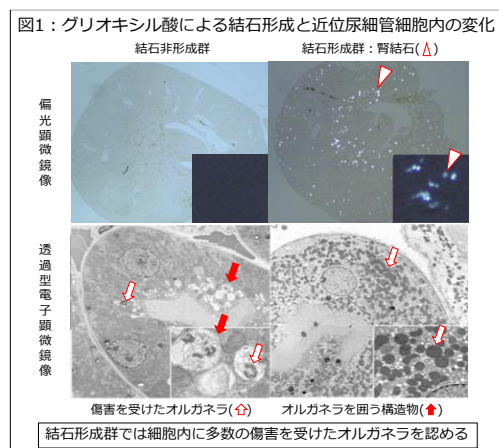 図1：グリオキシル酸による結石形成と近位尿細管細胞内の変化
結石非形成群
結石形成群：腎結石(△)
偏光顕微鏡像
透過型電子顕微鏡像
傷害を受けたオルガネラ(⇧)
オルガネラを囲う構造物(⬆)
結石形成群では細胞内に多数の傷害を受けたオルガネラを認める